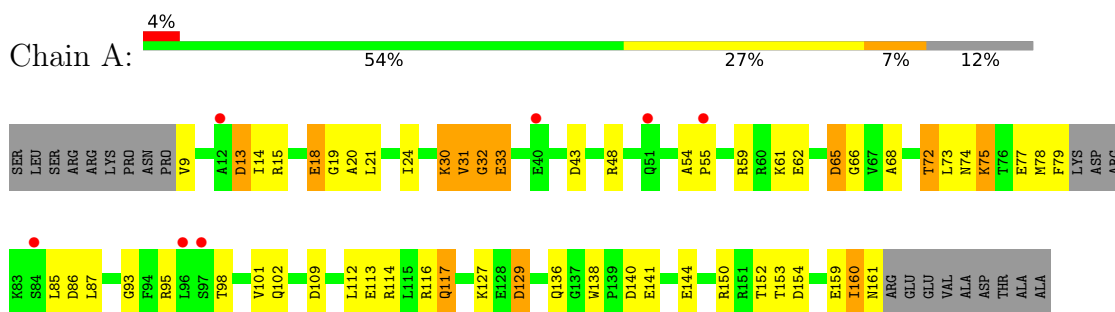 4%
Chain A:
54% 27% 7% 12%
SER LEU SER ARG ARG LYS PRO ASN PRO V9 A12 D13 I14 R15 E18 G19 A20 L21 I24 K30 V31 G32 E33 E40 D43 R48 Q51 A54 P55 R59 R60 K61 E62 D65 G66 V67 A68 T72 L73 N74 K75 T76 E77 M78 F79 LYS ASP ARG
K83 S84 L85 D86 L87 G93 F94 R95 L96 S97 T98 V101 Q102 D109 L112 E113 R114 L115 R116 Q117 K127 E128 D129 Q136 G137 W138 P139 D140 E141 E144 R150 R151 T152 T153 D154 E159 I160 N161 ARG GLU GLU VAL ALA ASP THR ALA ALA